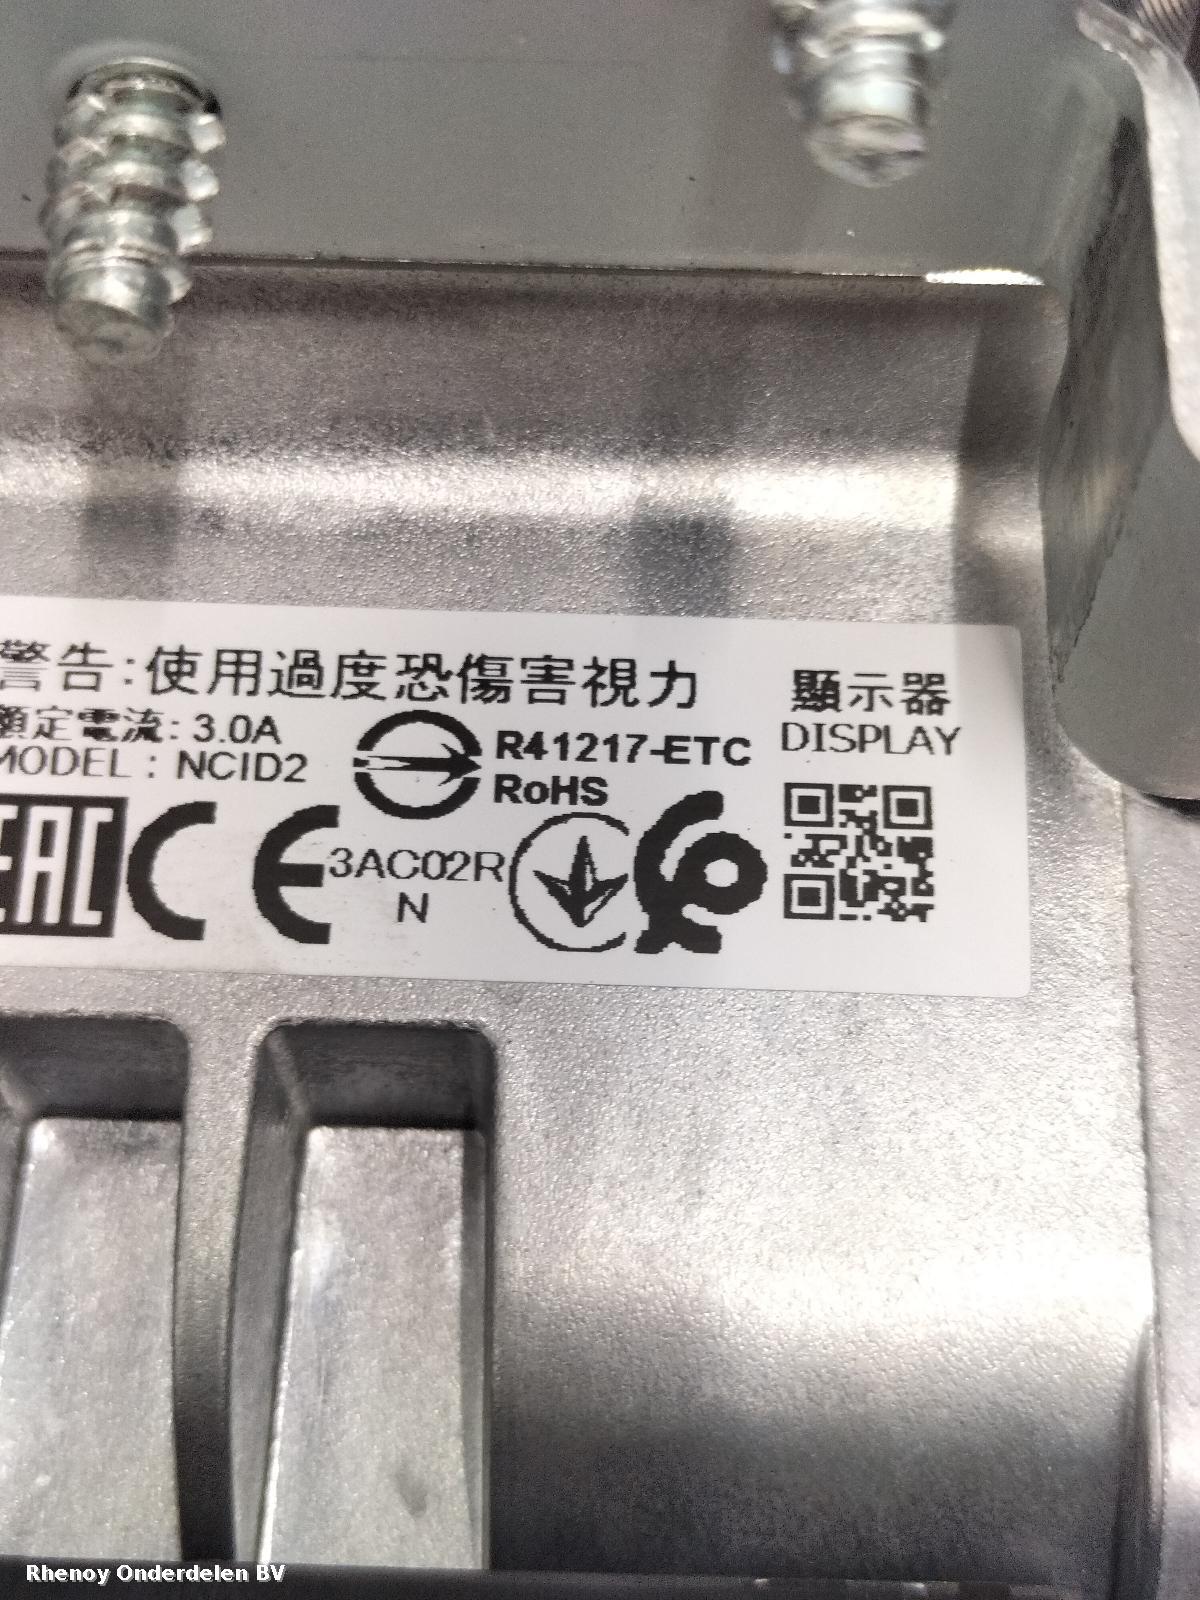 警告:使用過度恐傷害視力
額定電流: 3.0A
MODEL : NCID2
R41217-ETC
RoHS
顯示器
DISPLAY
EAC
CE
3AC02R
N
Rhenoy Onderdelen BV